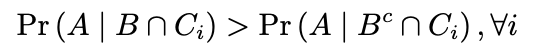 Pr (A | B ∩ Cᵢ) > Pr (A | Bᶜ ∩ Cᵢ) , ∀i